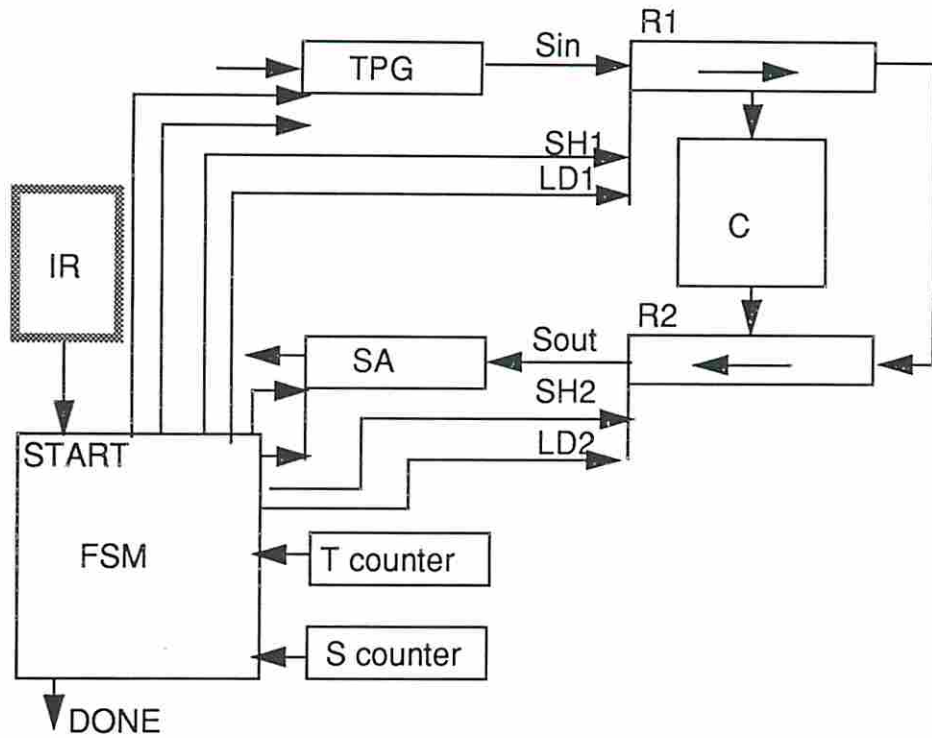 R1
Sin
TPG
SH1
LD1
IR
C
R2
Sout
SA
SH2
LD2
START
FSM
T counter
S counter
DONE